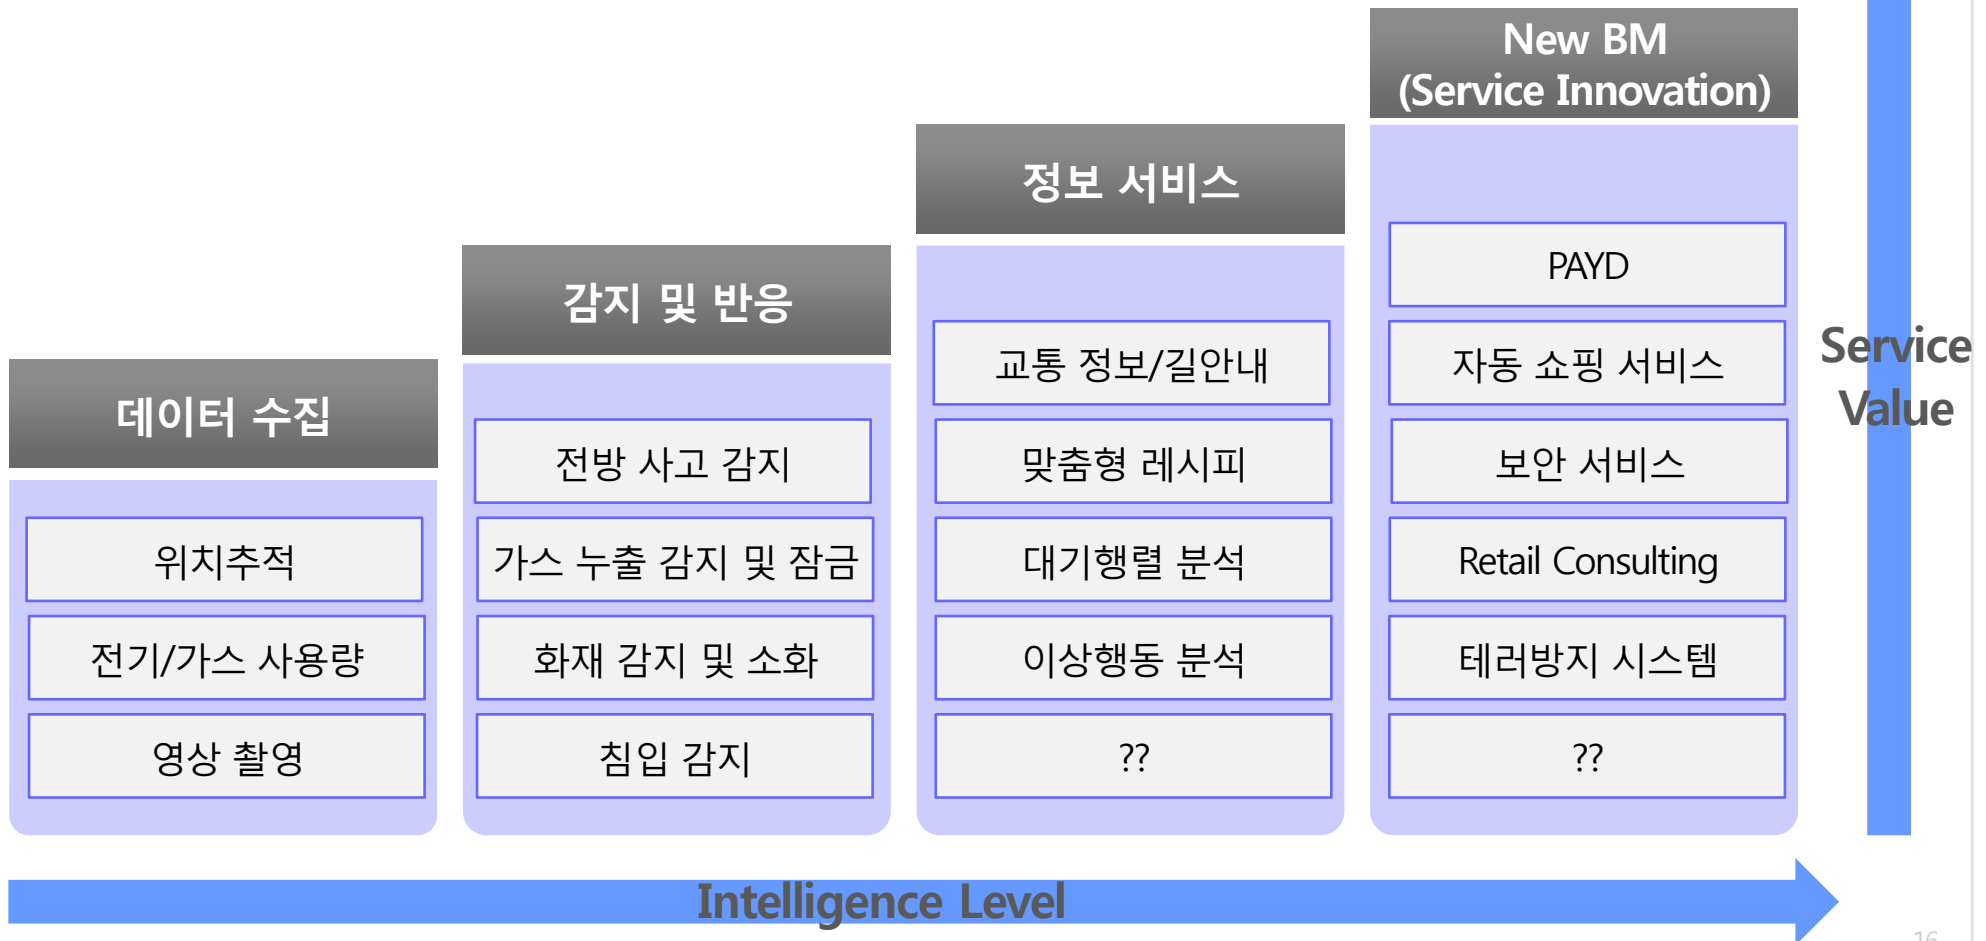 데이터 수집
위치추적
전기/가스 사용량
영상 촬영
감지 및 반응
전방 사고 감지
가스 누출 감지 및 잠금
화재 감지 및 소화
침입 감지
정보 서비스
교통 정보/길안내
맞춤형 레시피
대기행렬 분석
이상행동 분석
??
New BM
(Service Innovation)
PAYD
자동 쇼핑 서비스
보안 서비스
Retail Consulting
테러방지 시스템
??
Service
Value
Intelligence Level
16